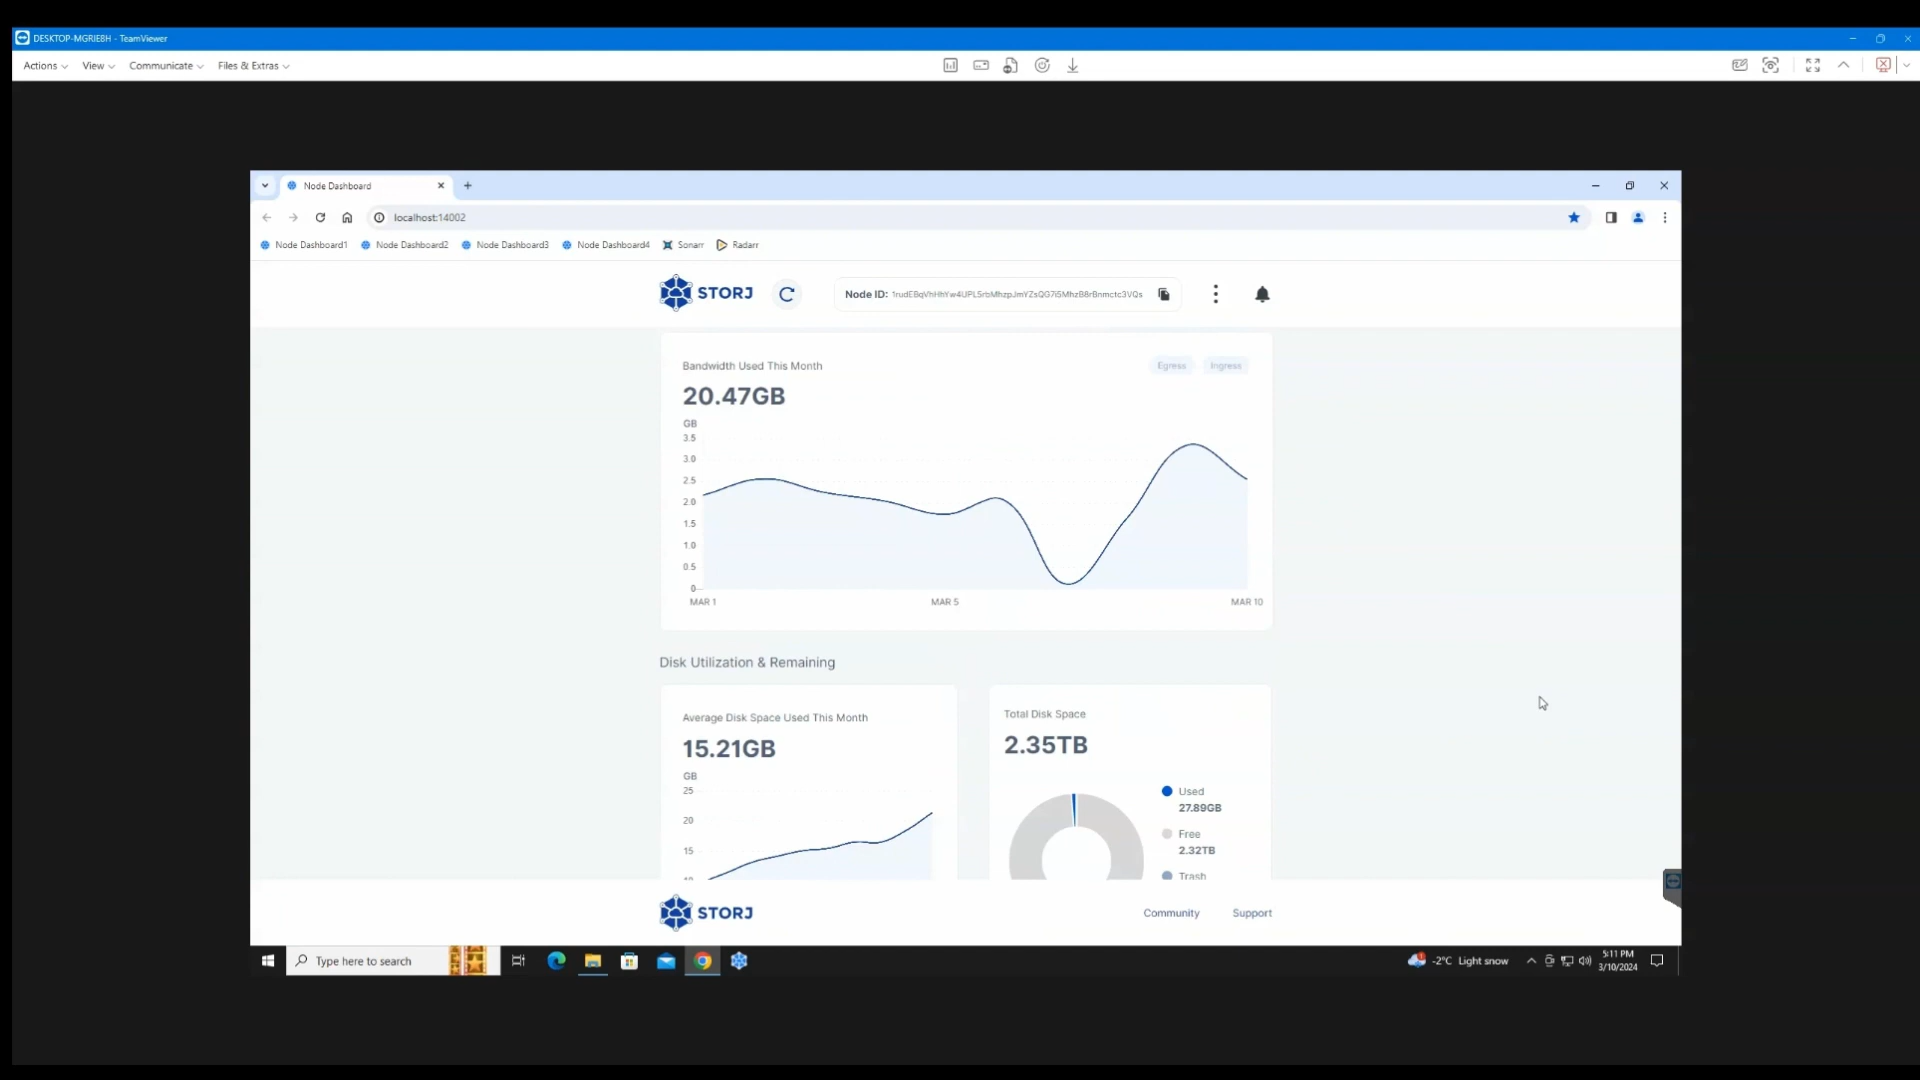 DESKTOP-MGRIEBH - TeamViewer
Actions View Communicate Files & Extras
Node Dashboard
localhost:14002
Node Dashboard1 Node Dashboard2 Node Dashboard3 Node Dashboard4 Sonarr Radarr
STORJ
Node ID:
Bandwidth Used This Month
Egress Ingress
20.47GB
GB
3.5
3.0
2.5
2.0
1.5
1.0
0.5
0
MAR 1 MAR 5 MAR 10
Disk Utilization & Remaining
Average Disk Space Used This Month
15.21GB
GB
25
20
15
Total Disk Space
2.35TB
Used
27.89GB
Free
2.32TB
Trash
STORJ
Community Support
Type here to search
-2°C Light snow
5:11 PM
3/10/2024